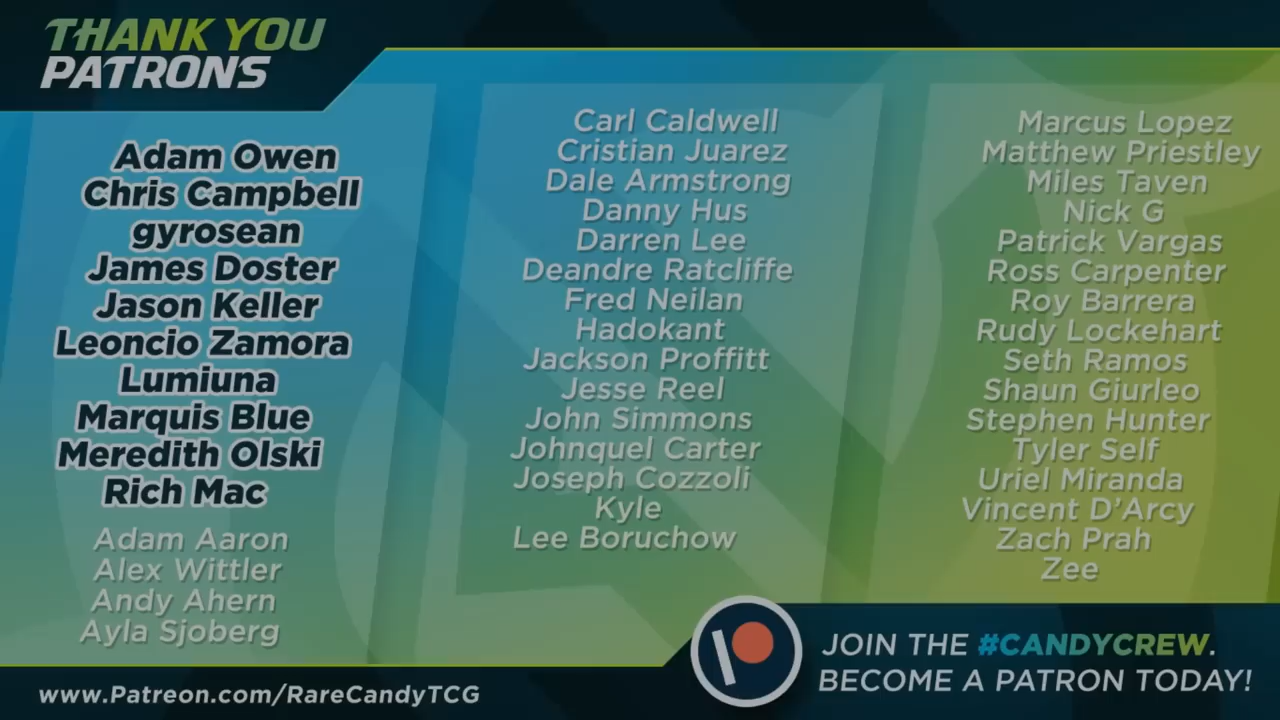 THANK YOU
PATRONS
Adam Owen
Chris Campbell
gyrosean
James Doster
Jason Keller
Leoncio Zamora
Lumiuna
Marquis Blue
Meredith Olski
Rich Mac
Adam Aaron
Alex Wittler
Andy Ahern
Ayla Sjoberg
Carl Caldwell
Cristian Juarez
Dale Armstrong
Danny Hus
Darren Lee
Deandre Ratcliffe
Fred Neilan
Hadokant
Jackson Proffitt
Jesse Reel
John Simmons
Johnquel Carter
Joseph Cozzoli
Kyle
Lee Boruchow
Marcus Lopez
Matthew Priestley
Miles Taven
Nick G
Patrick Vargas
Ross Carpenter
Roy Barrera
Rudy Lockehart
Seth Ramos
Shaun Giurleo
Stephen Hunter
Tyler Self
Uriel Miranda
Vincent D’Arcy
Zach Prah
Zee
www.Patreon.com/RareCandyTCG
JOIN THE #CANDYCREW.
BECOME A PATRON TODAY!